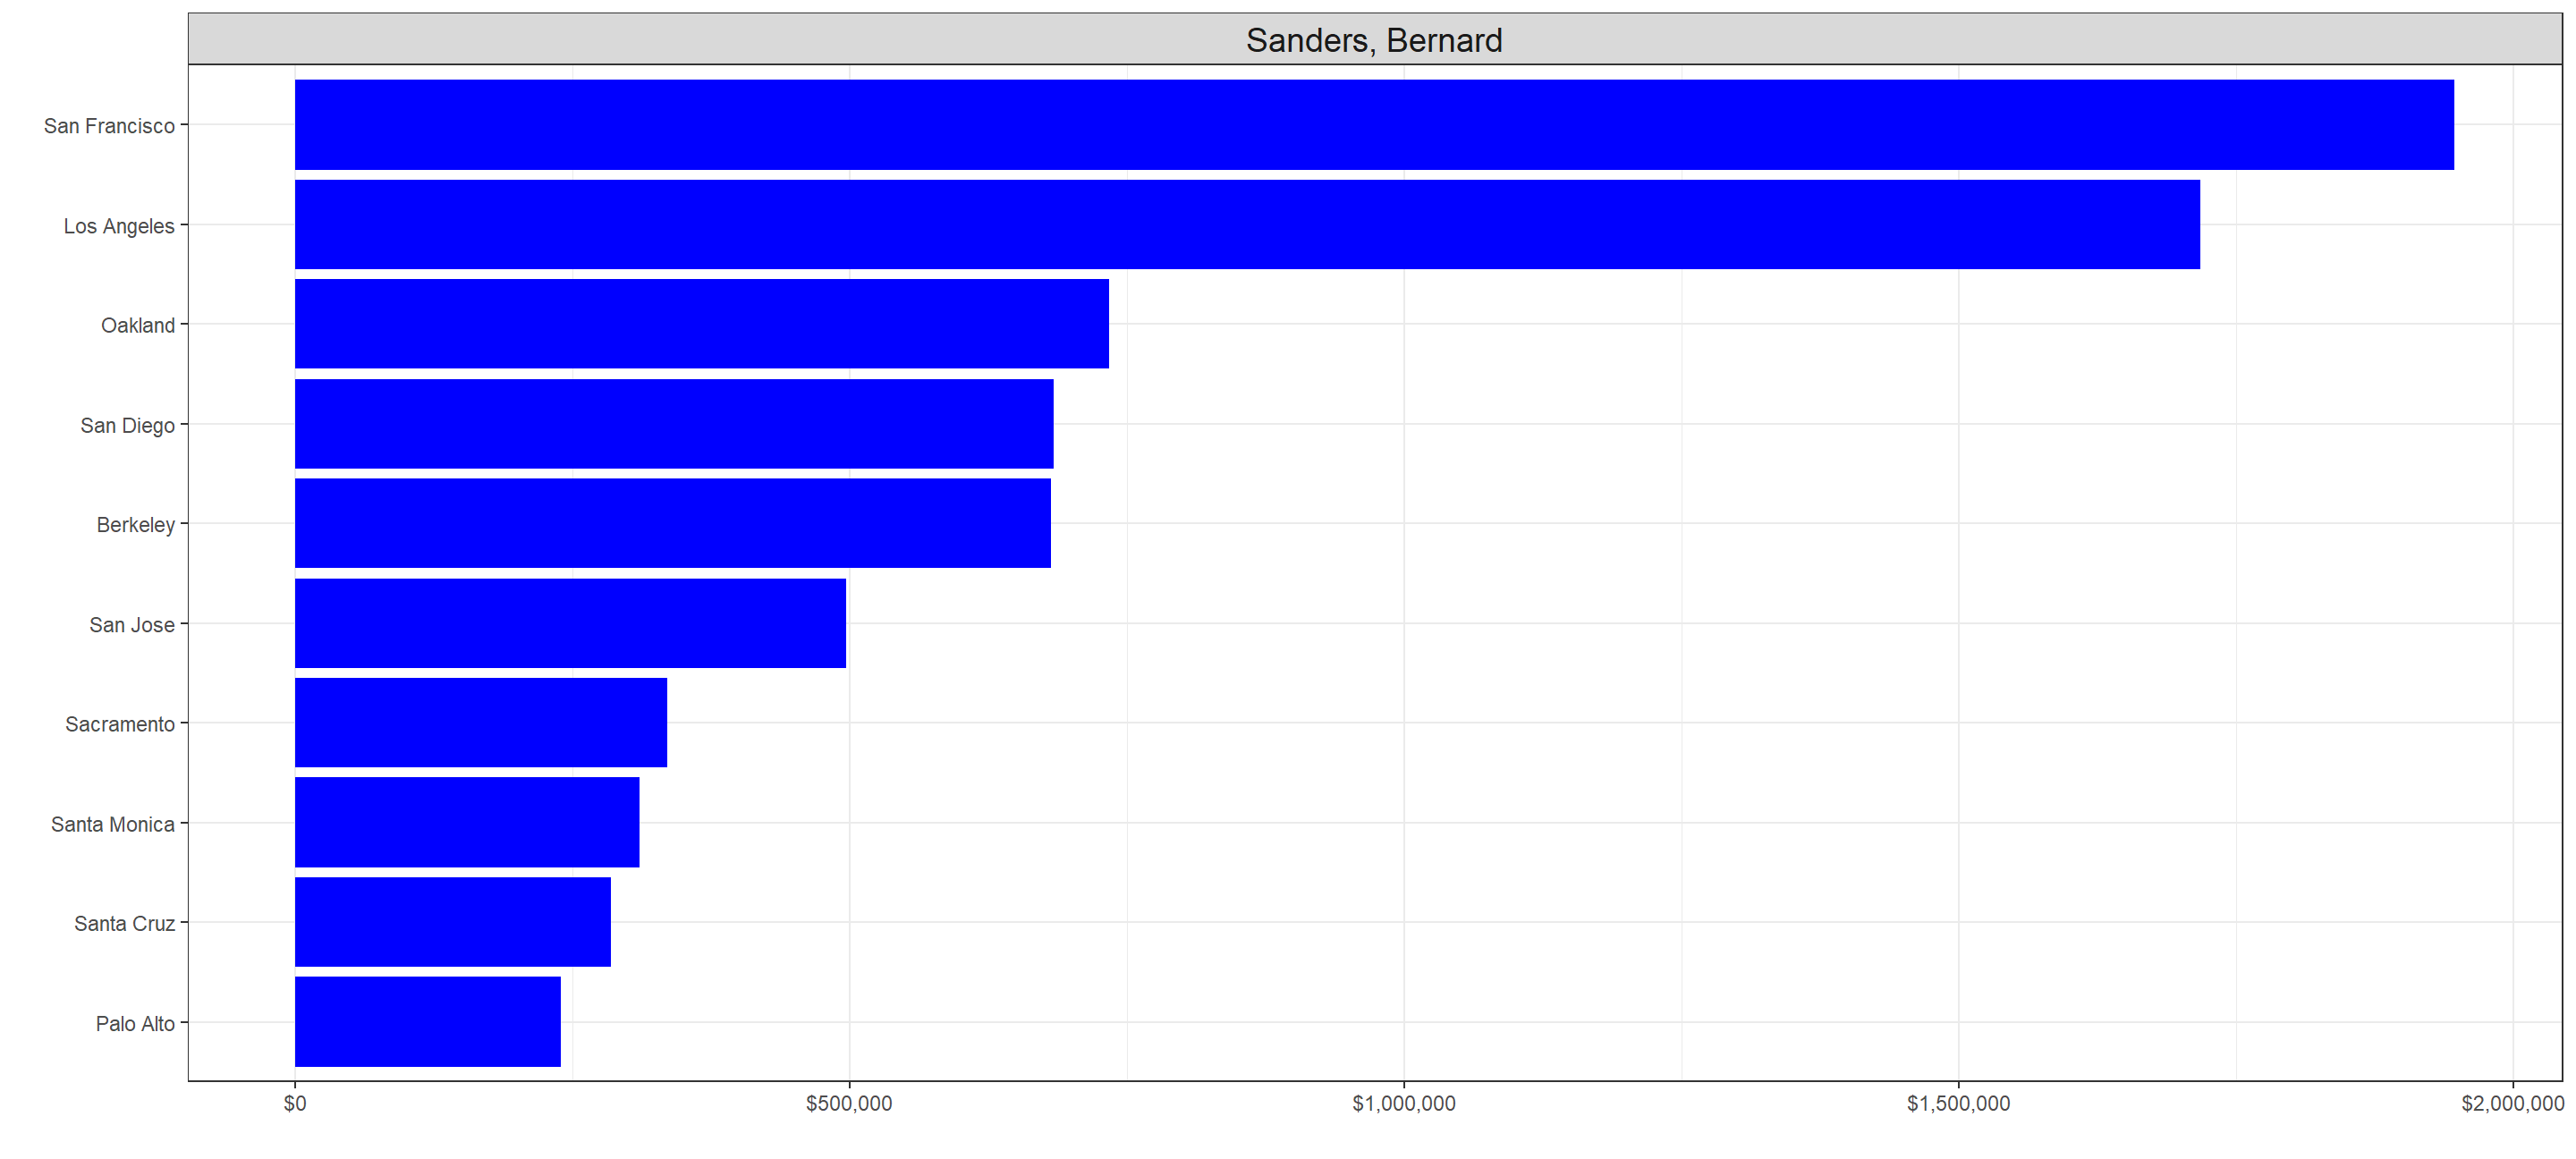 Sanders, Bernard
San Francisco
Los Angeles
Oakland
San Diego
Berkeley
San Jose
Sacramento
Santa Monica
Santa Cruz
Palo Alto
$0 $500,000 $1,000,000 $1,500,000 $2,000,000